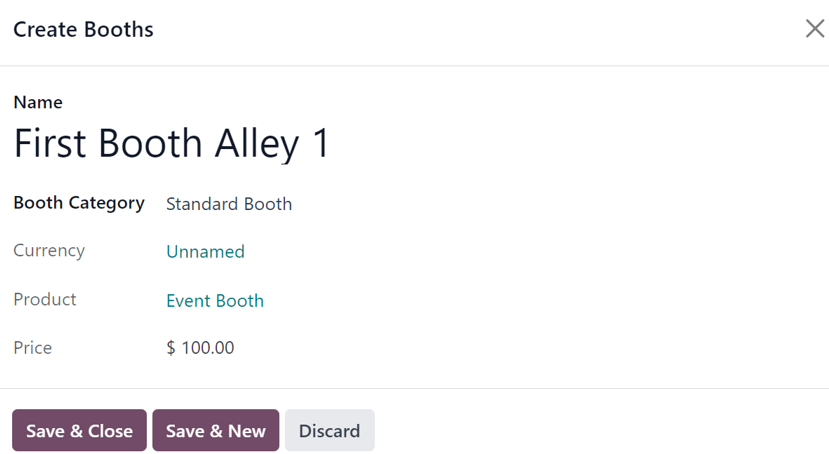 Create Booths
Name
First Booth Alley 1
Booth Category Standard Booth
Currency Unnamed
Product Event Booth
Price $ 100.00
Save & Close Save & New Discard